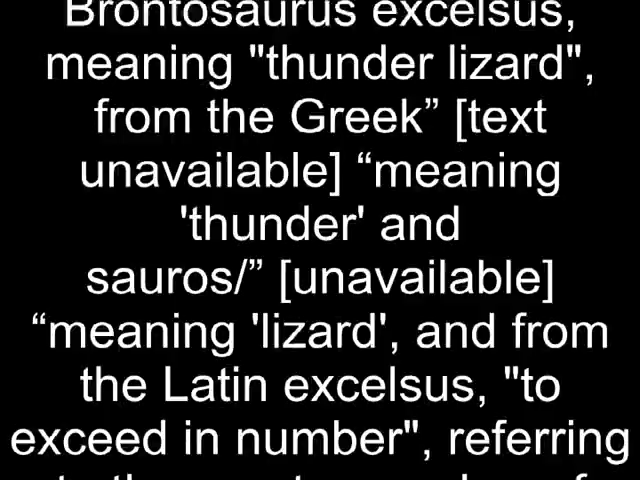 Brontosaurus excelsus,
meaning "thunder lizard",
from the Greek” [text
unavailable] “meaning
'thunder' and
sauros/” [unavailable]
“meaning 'lizard', and from
the Latin excelsus, "to
exceed in number", referring